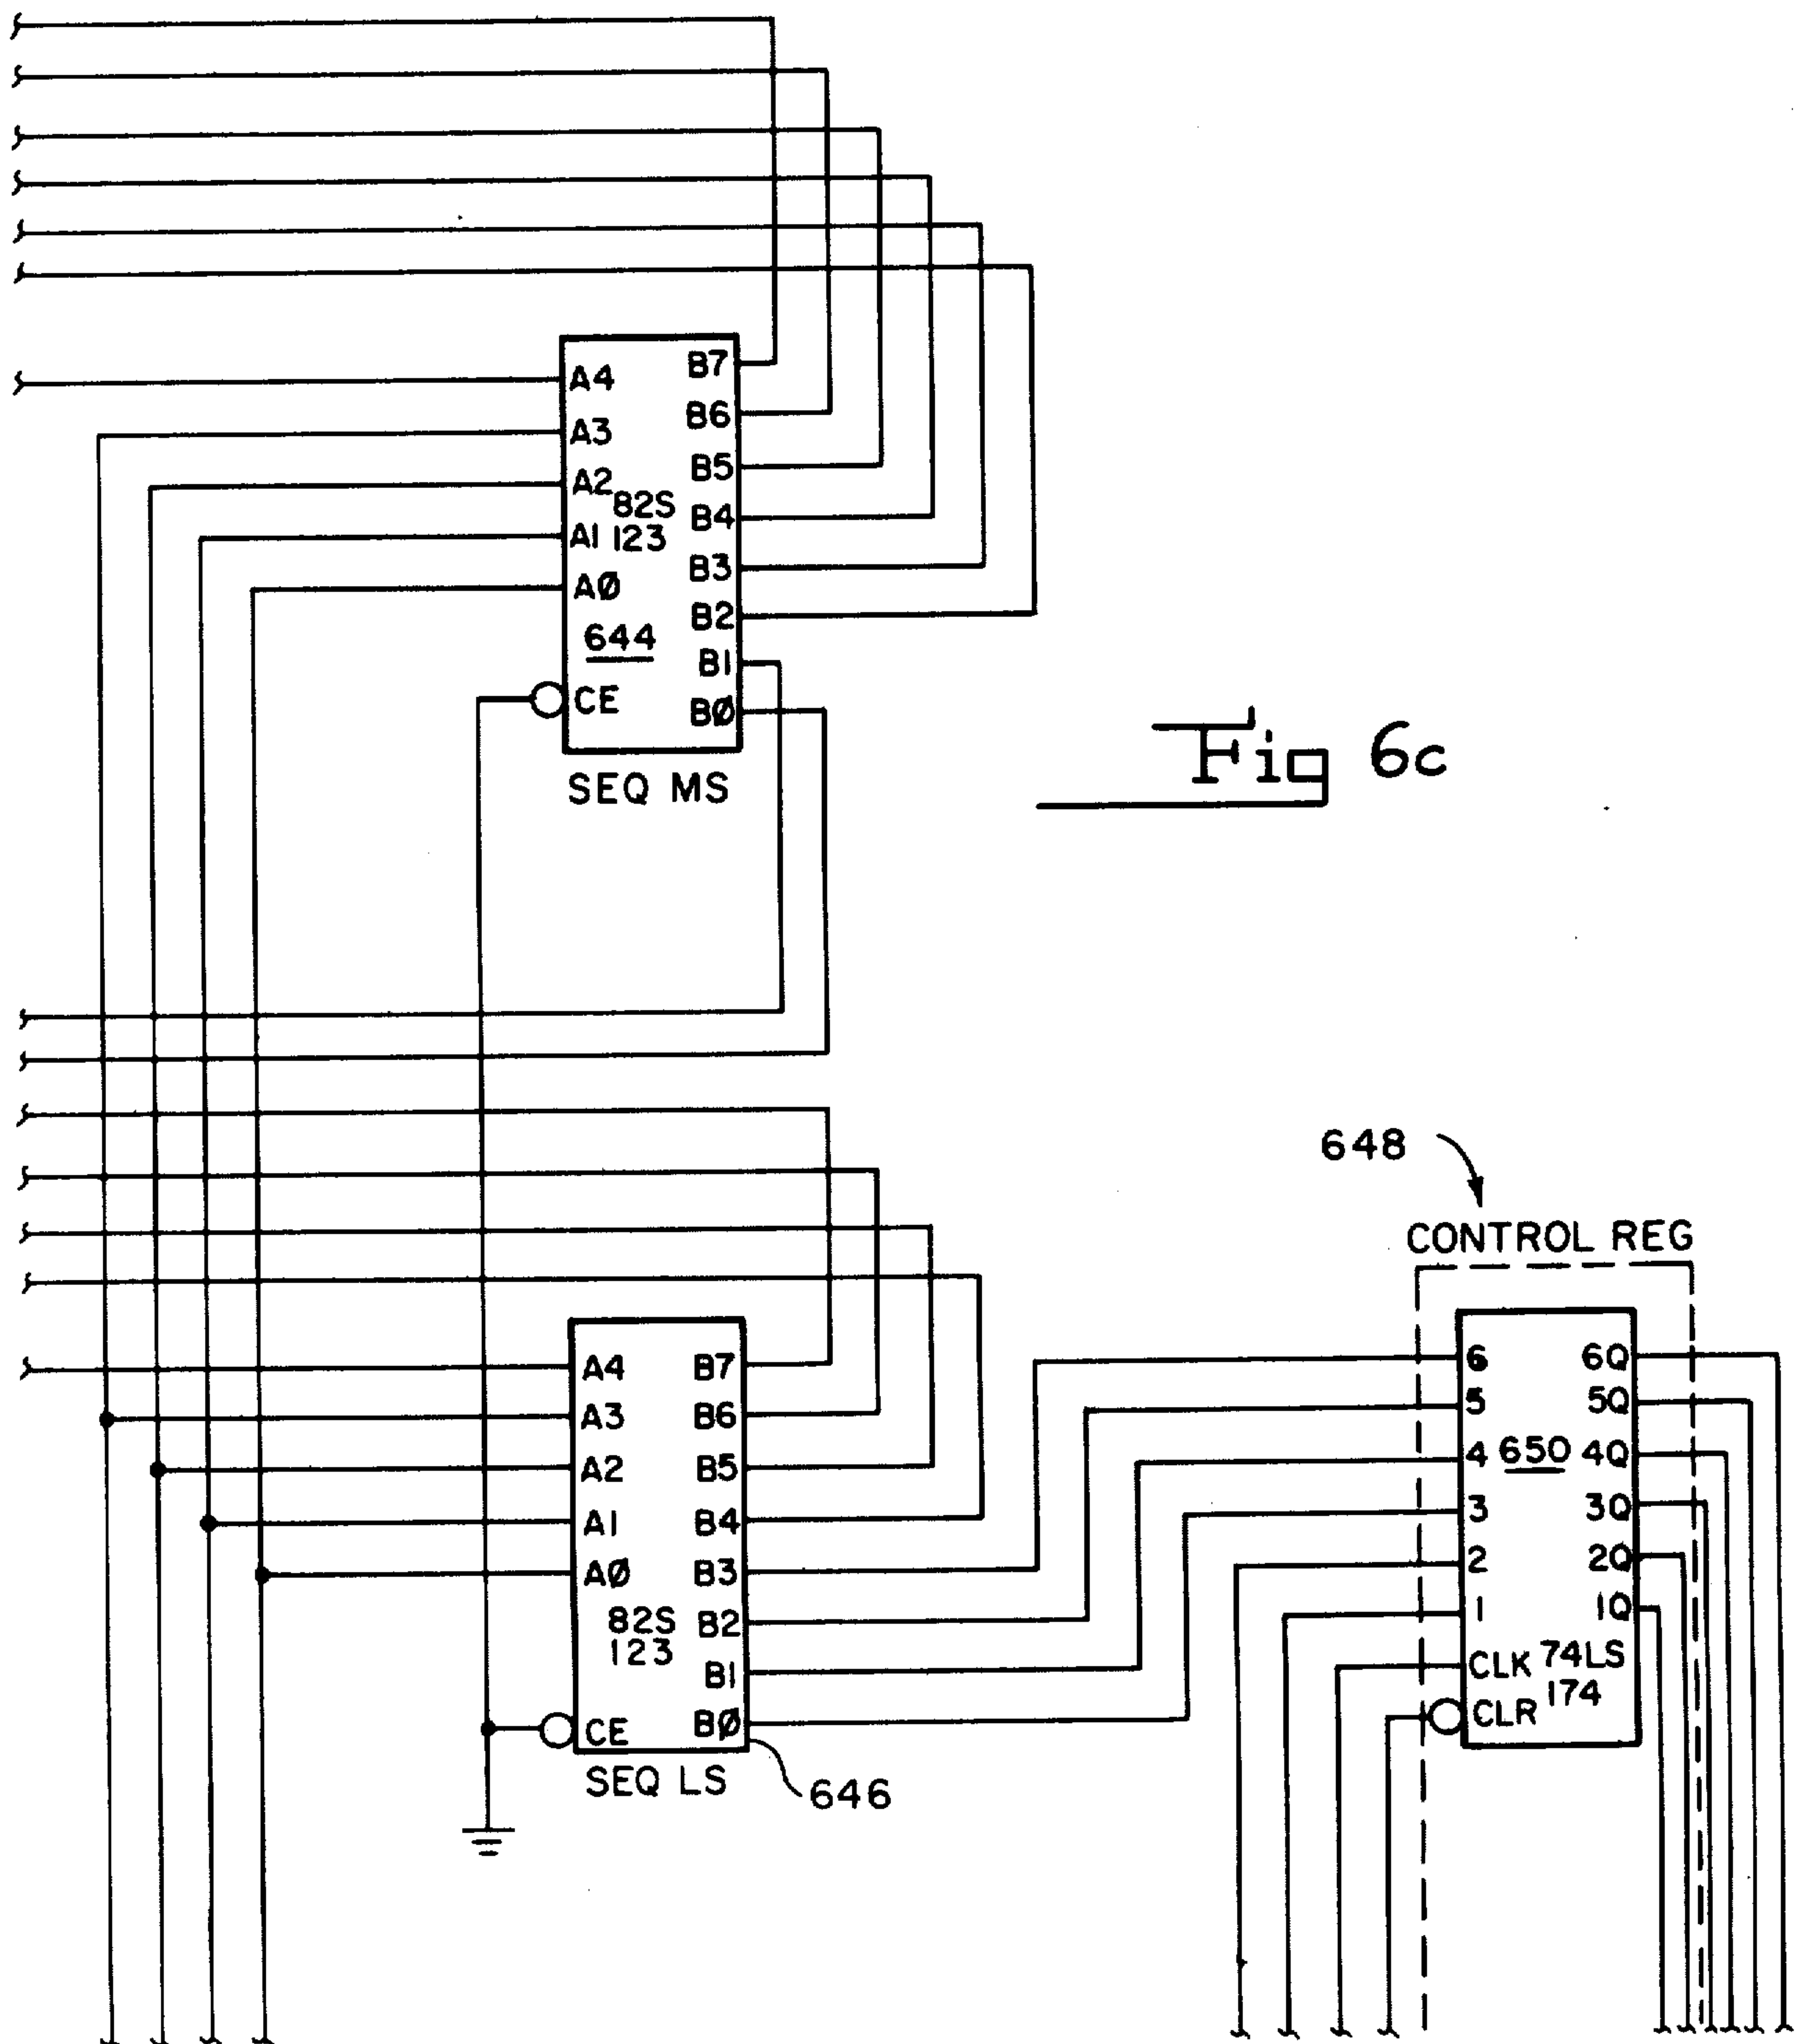 A4
A3
A2
A1
AØ
82S
123
644
CE
B7
B6
B5
B4
B3
B2
B1
BØ
SEQ MS
Fig 6c
A4
A3
A2
A1
AØ
82S
123
CE
B7
B6
B5
B4
B3
B2
B1
BØ
SEQ LS
646
648
CONTROL REG
6
5
4
3
2
1
650
CLK
CLR
74LS
174
6Q
5Q
4Q
3Q
2Q
1Q